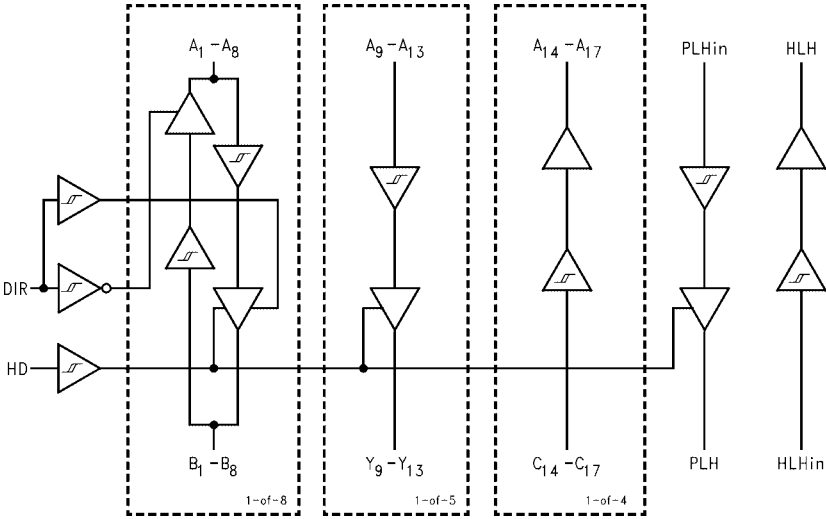 A1-A8 A9-A13 A14-A17 PLHin HLH
DIR
HD
B1-B8 Y9-Y13 C14-C17 PLH HLHin
1-of-8 1-of-5 1-of-4